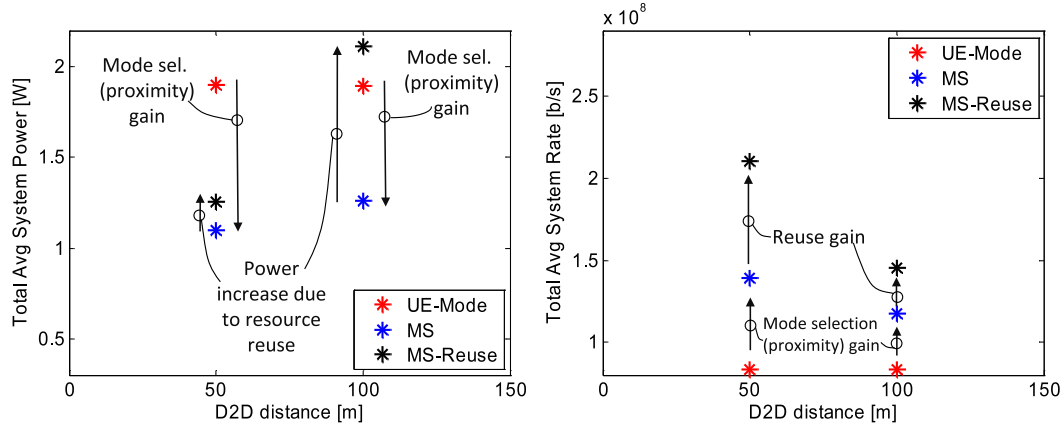 Total Avg System Power [W]
2
1.5
1
0.5
Mode sel.
(proximity)
gain
Mode sel.
(proximity)
gain
Power
increase due
to resource
reuse
UE-Mode
MS
MS-Reuse
0
50
100
150
D2D distance [m]
x 10⁸
Total Avg System Rate [b/s]
2.5
2
1.5
1
UE-Mode
MS
MS-Reuse
Reuse gain
Mode selection
(proximity) gain
0
50
100
150
D2D distance [m]